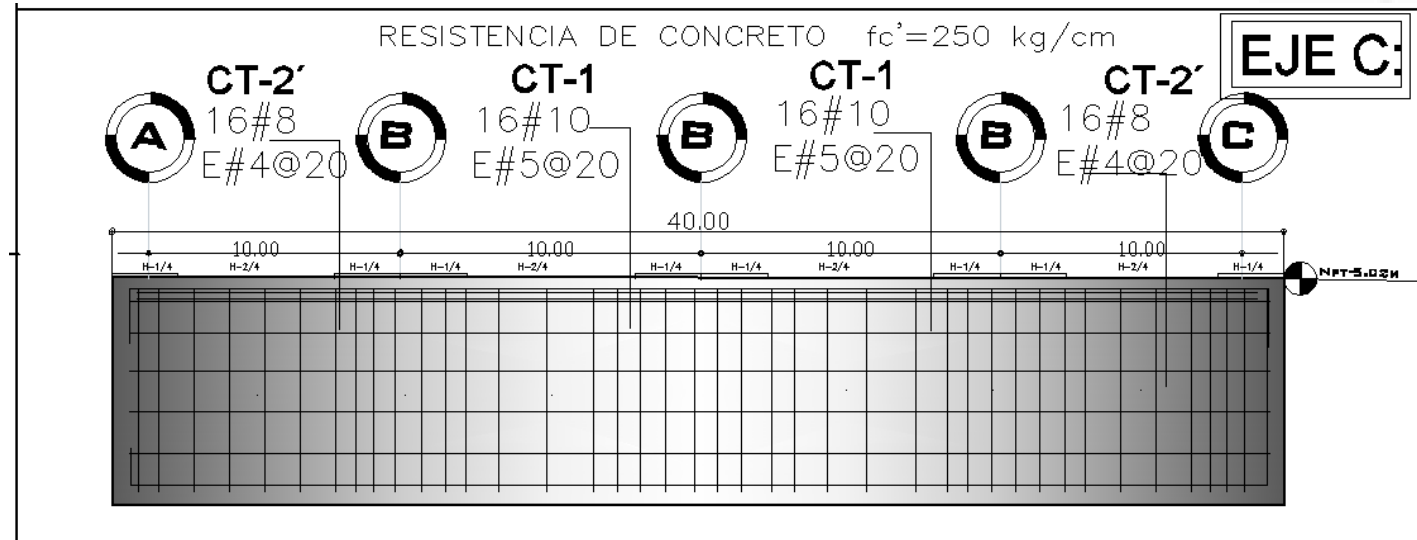 RESISTENCIA DE CONCRETO fc'=250 kg/cm
EJE C:
CT-2´ CT-1 CT-1 CT-2´
A 16#8 B 16#10 B 16#10 B 16#8 C
E#4@20 E#5@20 E#5@20 E#4@20
40.00
10.00 10.00 10.00 10.00
H-1/4 H-2/4 H-1/4 H-1/4 H-2/4 H-1/4 H-1/4 H-2/4 H-1/4 H-1/4 H-2/4 H-1/4
NPT-5.02M